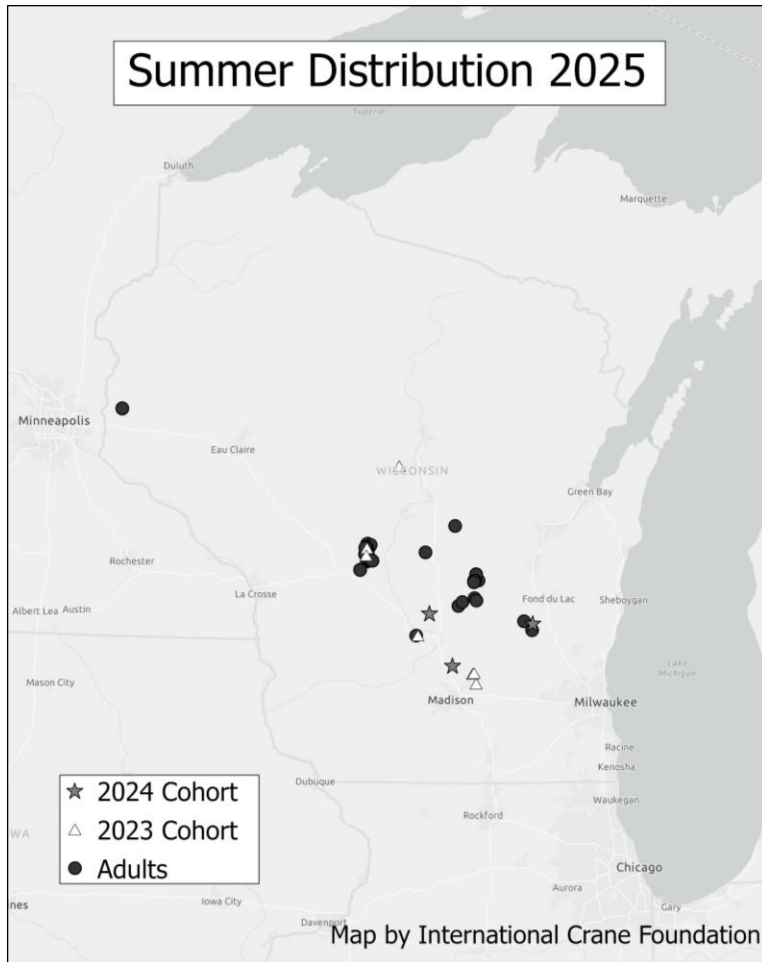 Summer Distribution 2025
Superior
Duluth
Marquette
Minneapolis
Eau Claire
WISCONSIN
Green Bay
Rochester
La Crosse
Fond du Lac
Sheboygan
Albert Lea
Austin
Lake
Michigan
Mason City
Madison
Milwaukee
Racine
Kenosha
Dubuque
Waukegan
2024 Cohort
2023 Cohort
Adults
Rockford
WA
Chicago
Aurora
Iowa City
nes
Gary
Davenport
Map by International Crane Foundation